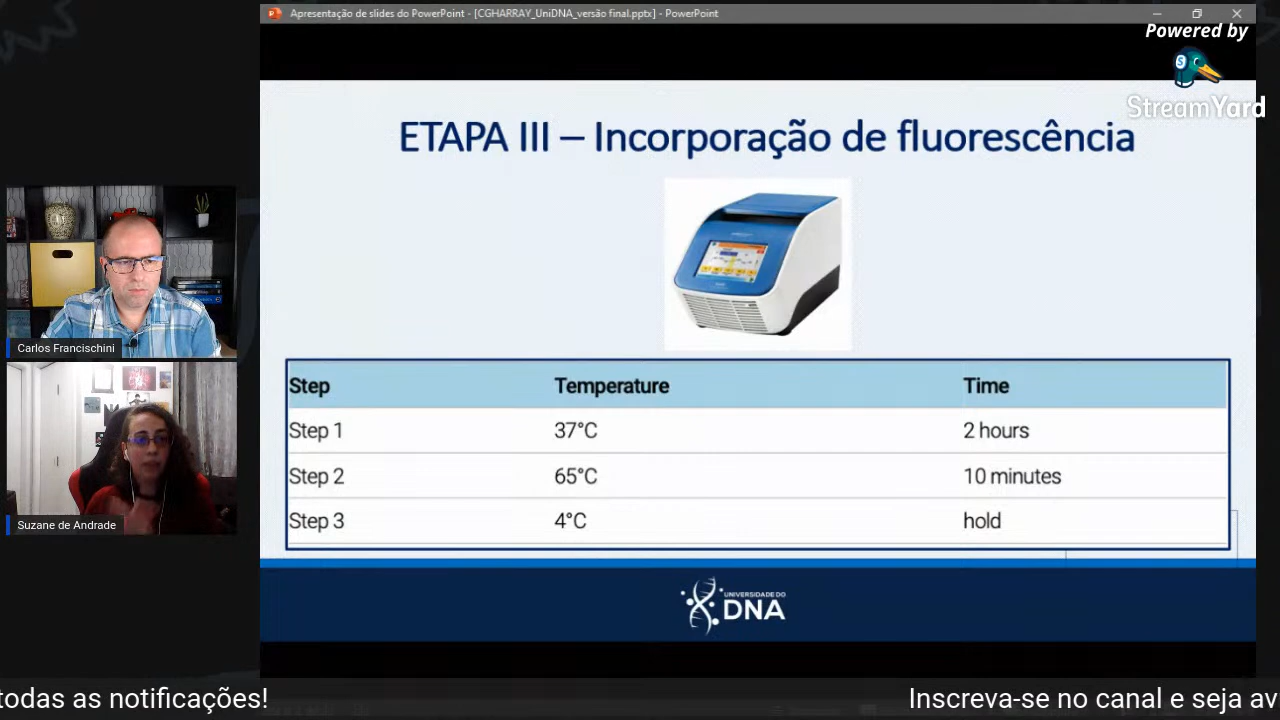 Apresentação de slides do PowerPoint - [CGHARRAY_UniDNA_versão final.pptx] - PowerPoint
Powered by
StreamYard
ETAPA III – Incorporação de fluorescência
Step Temperature Time
Step 1 37°C 2 hours
Step 2 65°C 10 minutes
Step 3 4°C hold
Carlos Francischini
Suzane de Andrade
UNIVERSIDADE DO
DNA
todas as notificações! Inscreva-se no canal e seja av